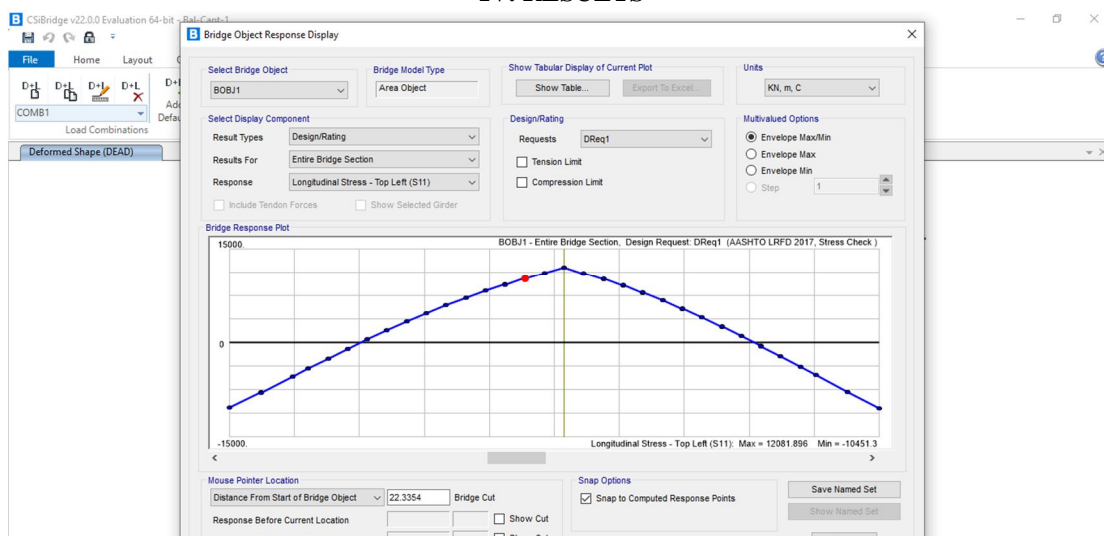 IV. RESULTS
CSiBridge v22.0.0 Evaluation 64-bit - Bal-Cant-1
Bridge Object Response Display
File Home Layout
D+L D+L D+L D+L
COMB1
Load Combinations
Deformed Shape (DEAD)
Select Bridge Object
BOBJ1
Bridge Model Type
Area Object
Show Tabular Display of Current Plot
Show Table... Export To Excel...
Units
KN, m, C
Select Display Component
Result Types Design/Rating
Results For Entire Bridge Section
Response Longitudinal Stress - Top Left (S11)
Include Tendon Forces Show Selected Girder
Design/Rating
Requests DReq1
Tension Limit
Compression Limit
Multivalued Options
Envelope Max/Min
Envelope Max
Envelope Min
Step 1
Bridge Response Plot
15000. BOBJ1 - Entire Bridge Section, Design Request: DReq1 (AASHTO LRFD 2017, Stress Check )
0
-15000. Longitudinal Stress - Top Left (S11): Max = 12081.896 Min = -10451.3
Mouse Pointer Location
Distance From Start of Bridge Object 22.3354 Bridge Cut
Response Before Current Location Show Cut
Snap Options
Snap to Computed Response Points
Save Named Set
Show Named Set